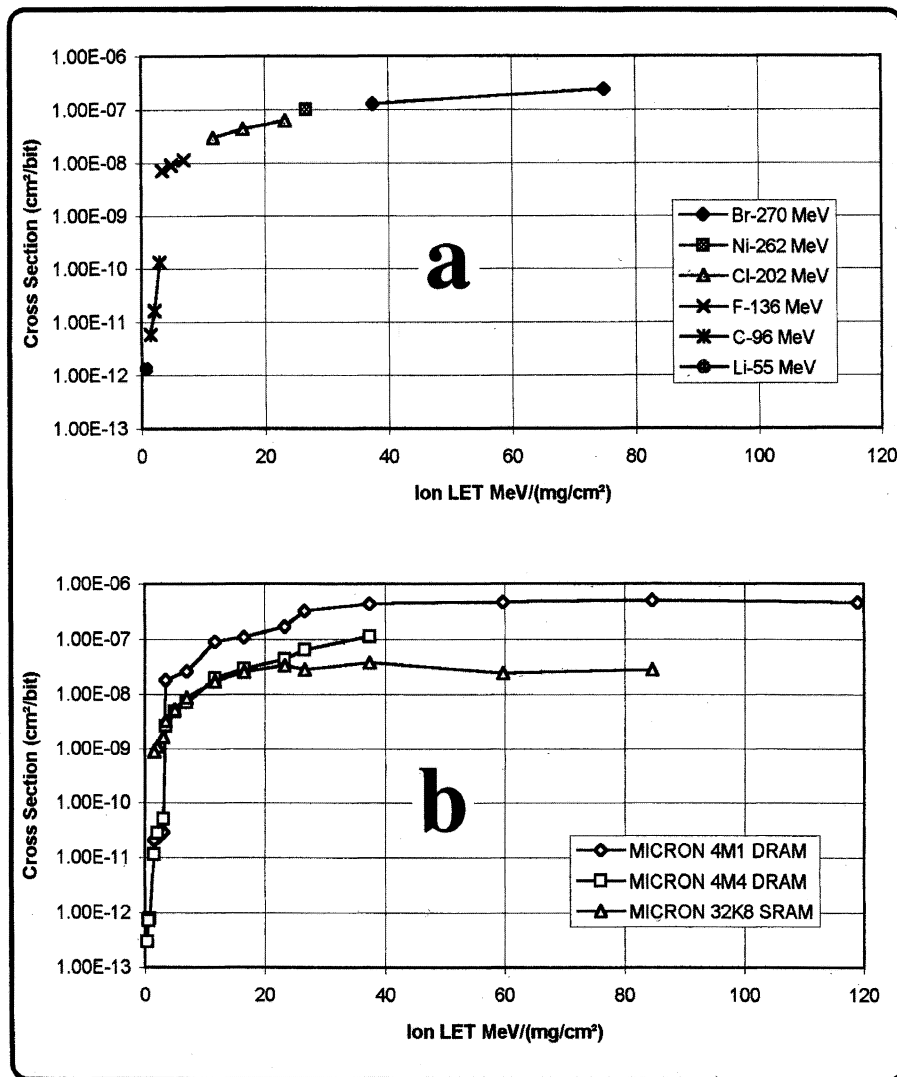 1.00E-06
1.00E-07
1.00E-08
1.00E-09
1.00E-10
1.00E-11
1.00E-12
1.00E-13
Cross Section (cm²/bit)
a
Br-270 MeV
Ni-262 MeV
Cl-202 MeV
F-136 MeV
C-96 MeV
Li-55 MeV
0 20 40 60 80 100 120
Ion LET MeV/(mg/cm²)
1.00E-06
1.00E-07
1.00E-08
1.00E-09
1.00E-10
1.00E-11
1.00E-12
1.00E-13
Cross Section (cm²/bit)
b
MICRON 4M1 DRAM
MICRON 4M4 DRAM
MICRON 32K8 SRAM
0 20 40 60 80 100 120
Ion LET MeV/(mg/cm²)